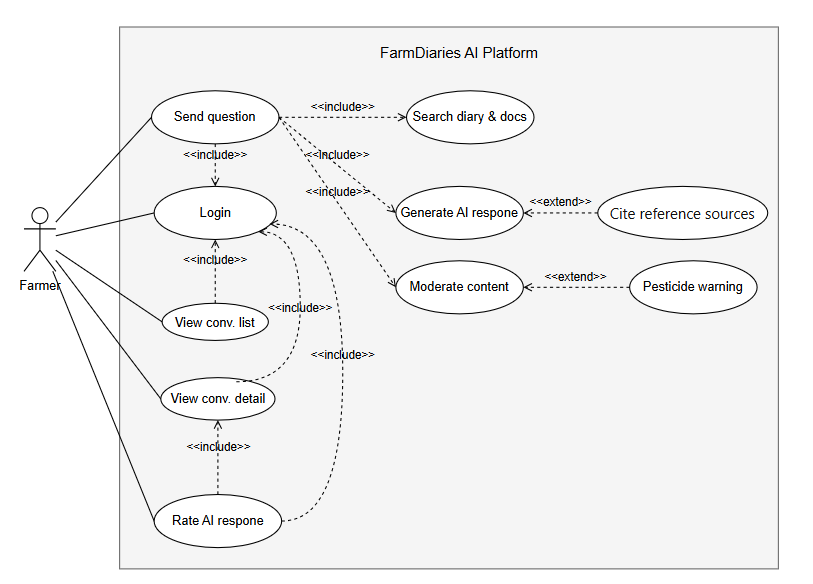 FarmDiaries AI Platform
Send question
<<include>>
Search diary & docs
<<include>>
<<include>>
<<include>>
Login
Generate AI respone
<<extend>>
Cite reference sources
Farmer
<<include>>
Moderate content
<<extend>>
Pesticide warning
View conv. list
<<include>>
<<include>>
View conv. detail
<<include>>
Rate AI respone